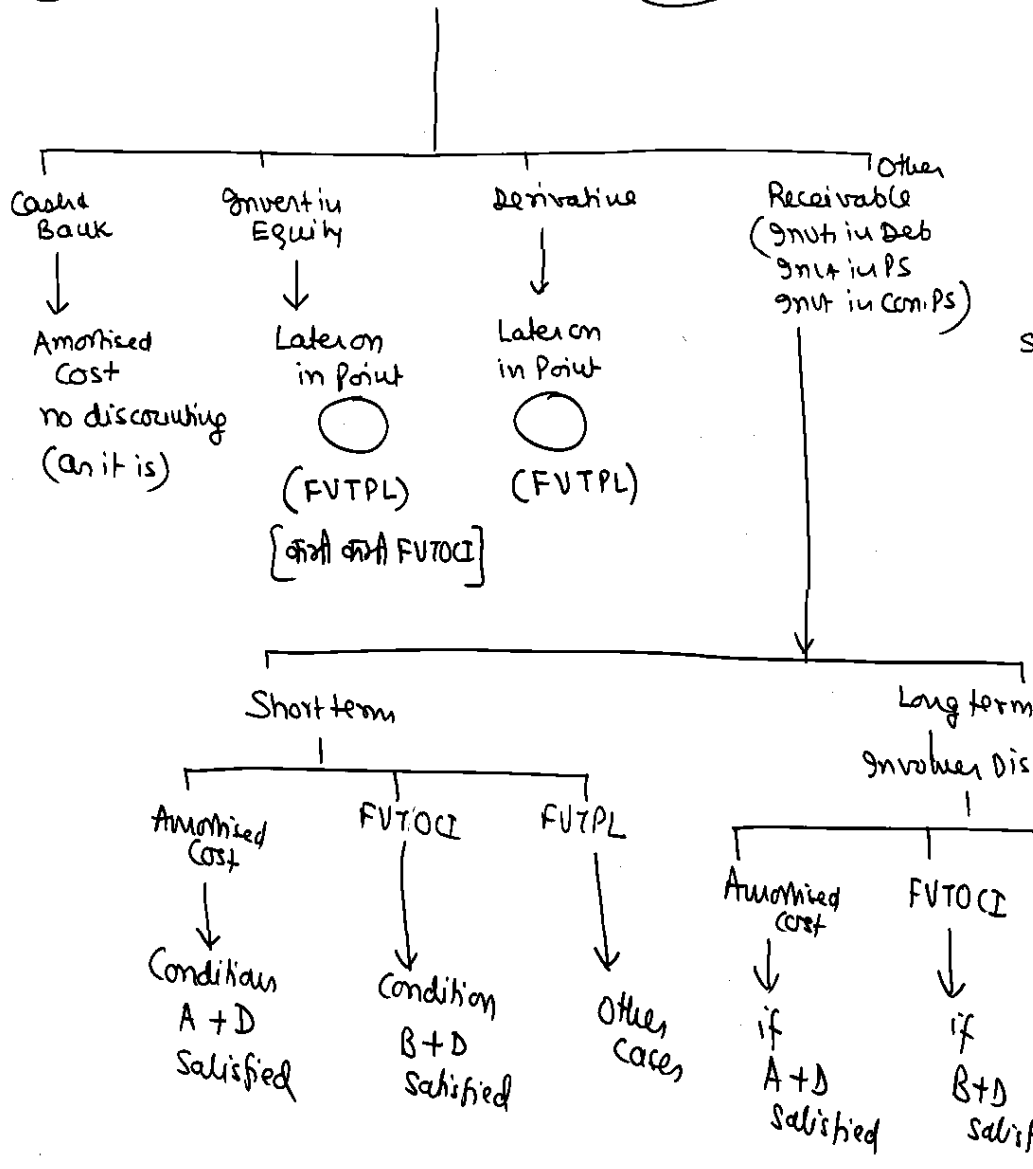 Cash &
Bank
↓
Amortised
Cost
no discounting
(as it is)
Invest in
Equity
↓
Later on
in Point
(FVTPL)
[कभी कभी FVTOCI]
Derivative
↓
Later on
in Point
(FVTPL)
Other
Receivable
(Invt in Deb
Invt in PS
Invt in Con. PS)
S
Short term
Amortised
Cost
↓
Conditions
A + D
Satisfied
FVTOCI
↓
Condition
B + D
Satisfied
FVTPL
↓
Other
Cases
Long term
Involves Dis
Amortised
Cost
↓
if
A + D
Satisfied
FVTOCI
↓
if
B + D
Satisf